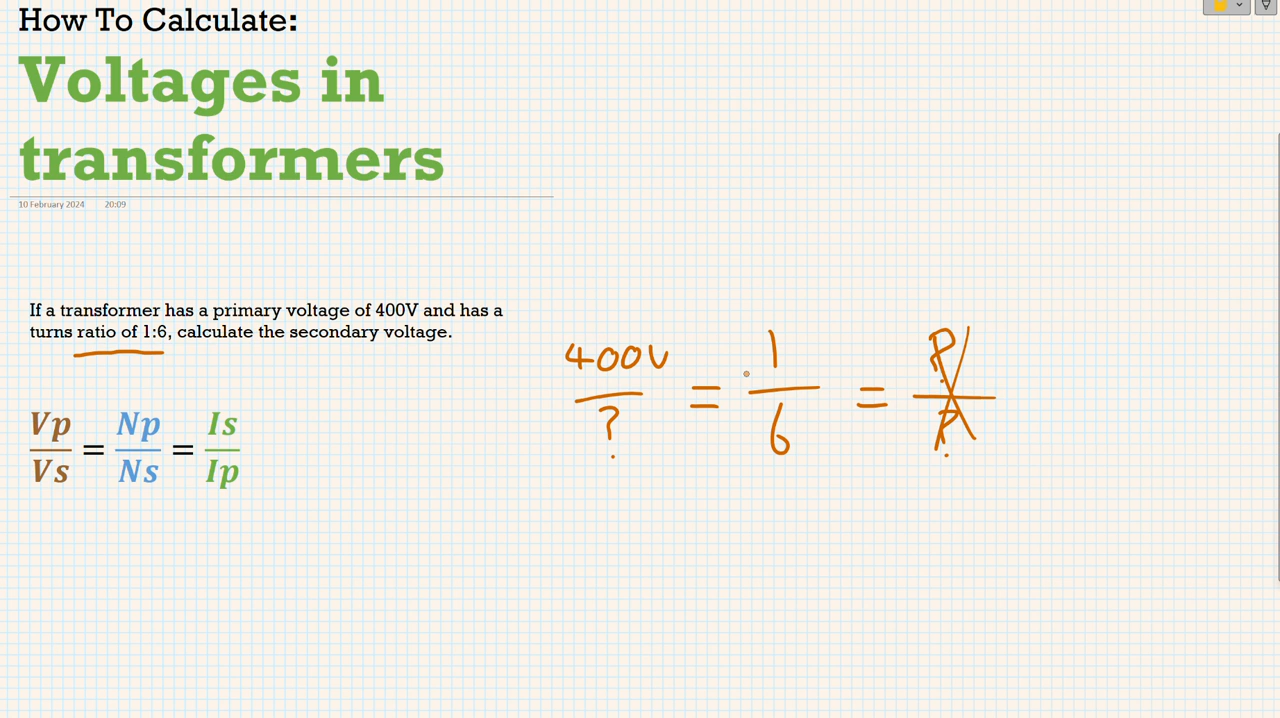 How To Calculate:
Voltages in
transformers
10 February 2024 20:09
If a transformer has a primary voltage of 400V and has a
turns ratio of 1:6, calculate the secondary voltage.
Vp/Vs = Np/Ns = Is/Ip
400V/? = 1/6 = ?/?